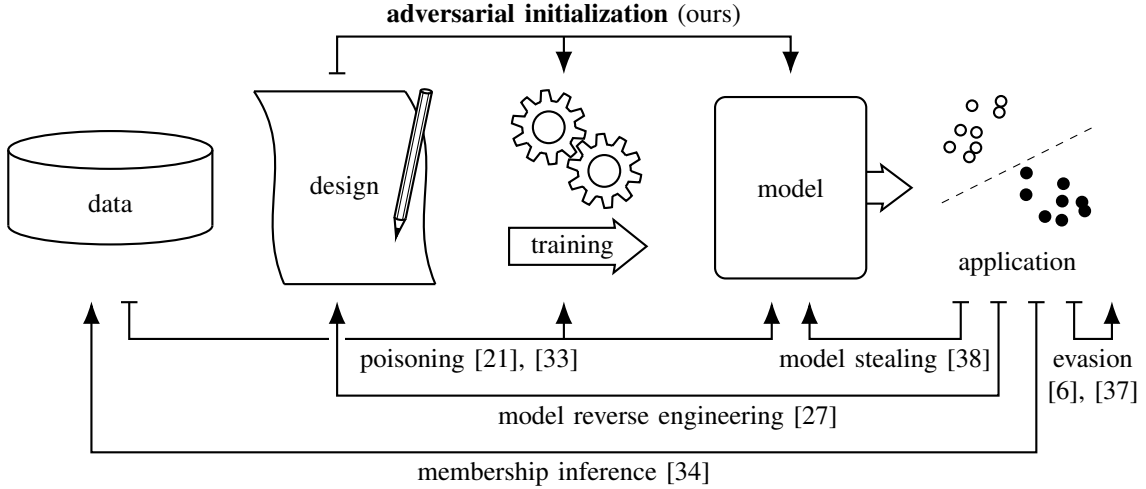 adversarial initialization (ours)
data
design
training
model
application
poisoning [21], [33]
model stealing [38]
evasion
[6], [37]
model reverse engineering [27]
membership inference [34]